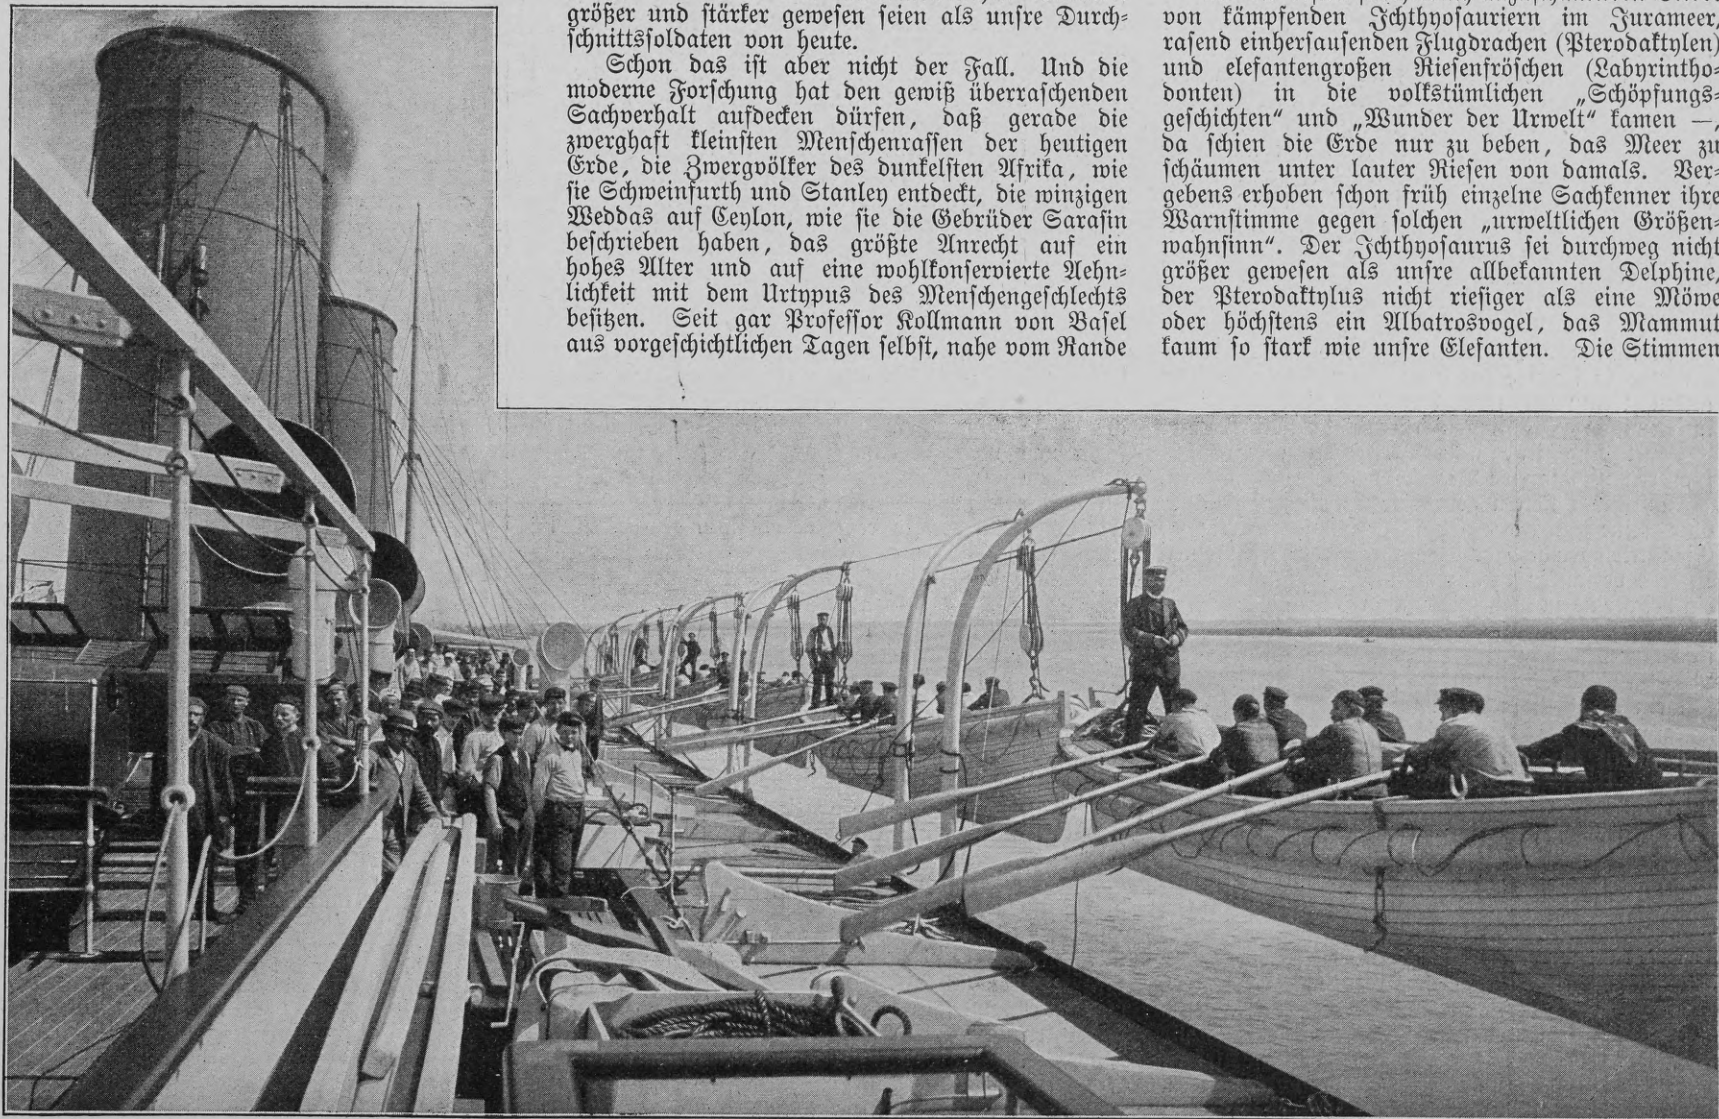 größer und stärker gewesen seien als unsre Durch-
schnittssoldaten von heute.
Schon das ist aber nicht der Fall. Und die
moderne Forschung hat den gewiß überraschenden
Sachverhalt aufdecken dürfen, daß gerade die
zwerghaft kleinsten Menschenrassen der heutigen
Erde, die Zwergvölker des dunkelsten Afrika, wie
sie Schweinfurth und Stanley entdeckt, die winzigen
Weddas auf Ceylon, wie sie die Gebrüder Sarasin
beschrieben haben, das größte Anrecht auf ein
hohes Alter und auf eine wohlkonservierte Aehn-
lichkeit mit dem Urtypus des Menschengeschlechts
besitzen. Seit gar Professor Kollmann von Basel
aus vorgeschichtlichen Tagen selbst, nahe vom Rande
von kämpfenden Ichthyosauriern im Jurameer,
rasend einhersausenden Flugdrachen (Pterodaktylen)
und elefantengroßen Riesenfröschen (Labyrintho-
donten) in die volkstümlichen „Schöpfungs-
geschichten“ und „Wunder der Urwelt“ kamen —,
da schien die Erde nur zu beben, das Meer zu
schäumen unter lauter Riesen von damals. Ver-
gebens erhoben schon früh einzelne Sachkenner ihre
Warnstimme gegen solchen „urweltlichen Größen-
wahnsinn“. Der Ichthyosaurus sei durchweg nicht
größer gewesen als unsre allbekannten Delphine,
der Pterodaktylus nicht riesiger als eine Möwe
oder höchstens ein Albatrosvogel, das Mammut
kaum so stark wie unsre Elefanten. Die Stimmen